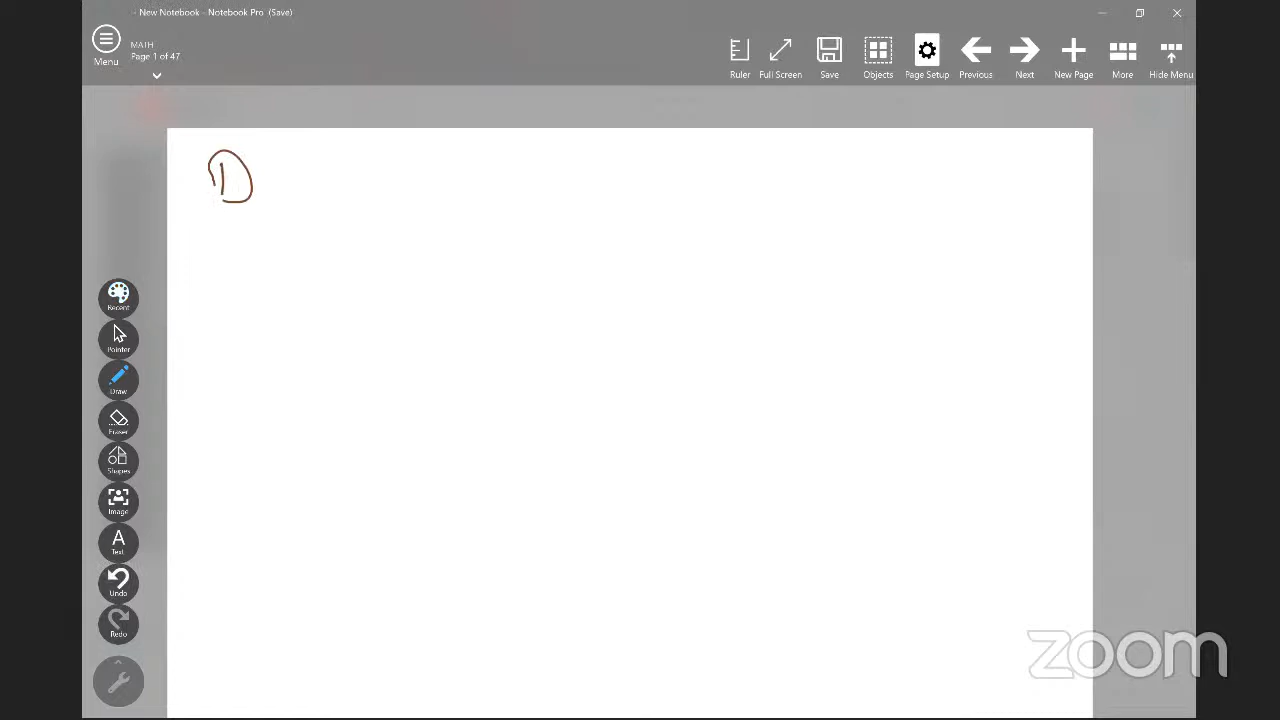 - New Notebook - Notebook Pro (Save)
Menu
MATH
Page 1 of 47
Ruler
Full Screen
Save
Objects
Page Setup
Previous
Next
New Page
More
Hide Menu
1
Recent
Pointer
Draw
Eraser
Shapes
Image
A
Text
Undo
Redo
zoom